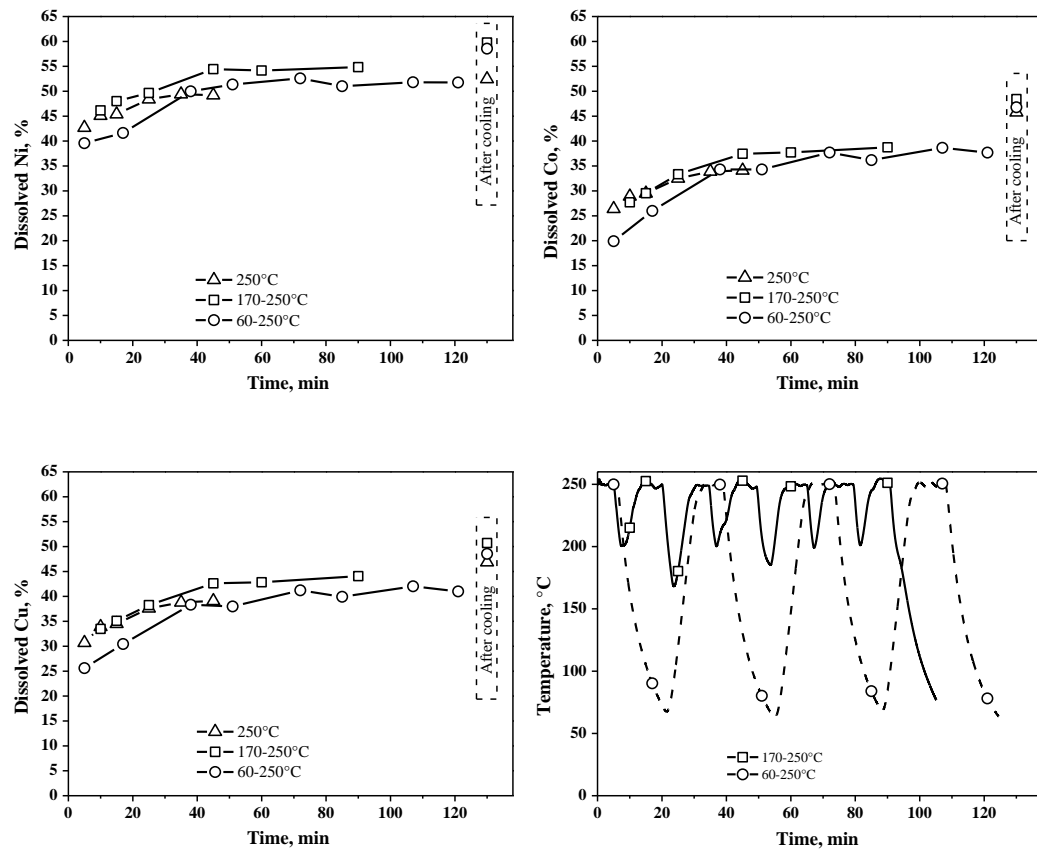 Dissolved Ni, %
65
60
55
50
45
40
35
30
25
20
15
10
5
0
After cooling
250°C
170-250°C
60-250°C
0 20 40 60 80 100 120
Time, min
Dissolved Co, %
65
60
55
50
45
40
35
30
25
20
15
10
5
0
After cooling
250°C
170-250°C
60-250°C
0 20 40 60 80 100 120
Time, min
Dissolved Cu, %
65
60
55
50
45
40
35
30
25
20
15
10
5
0
After cooling
250°C
170-250°C
60-250°C
0 20 40 60 80 100 120
Time, min
Temperature, °C
250
200
150
100
50
0
170-250°C
60-250°C
0 20 40 60 80 100 120
Time, min